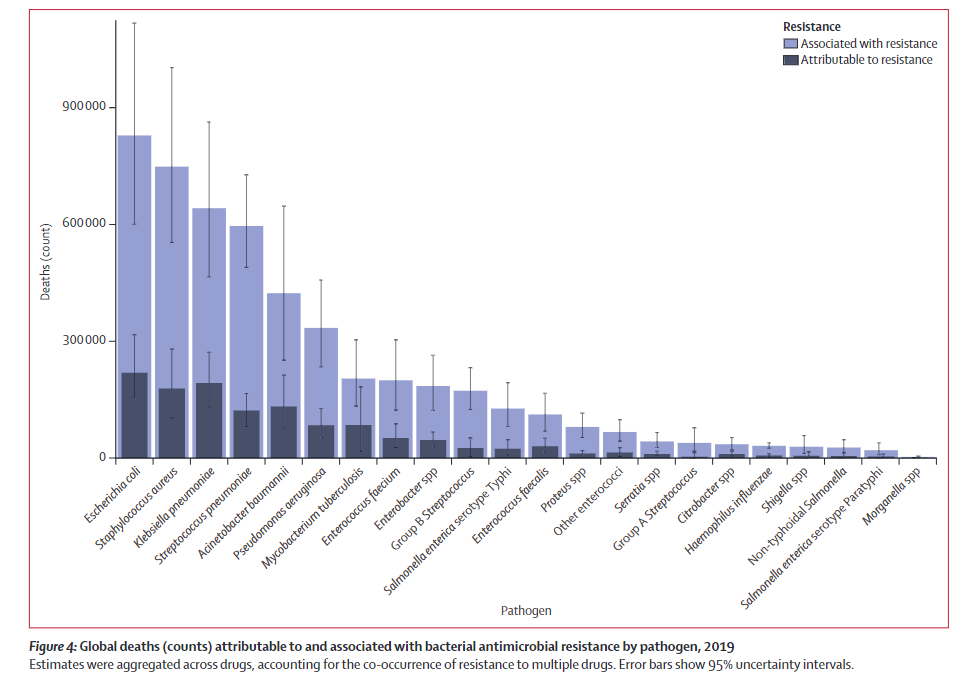 Resistance
Associated with resistance
Attributable to resistance
900 000
600 000
300 000
0
Deaths (count)
Escherichia coli
Staphylococcus aureus
Klebsiella pneumoniae
Streptococcus pneumoniae
Acinetobacter baumannii
Pseudomonas aeruginosa
Mycobacterium tuberculosis
Enterococcus faecium
Enterobacter spp
Group B Streptococcus
Salmonella enterica serotype Typhi
Enterococcus faecalis
Proteus spp
Other enterococci
Serratia spp
Group A Streptococcus
Citrobacter spp
Haemophilus influenzae
Shigella spp
Non-typhoidal Salmonella
Salmonella enterica serotype Paratyphi
Morganella spp
Pathogen
Figure 4: Global deaths (counts) attributable to and associated with bacterial antimicrobial resistance by pathogen, 2019
Estimates were aggregated across drugs, accounting for the co-occurrence of resistance to multiple drugs. Error bars show 95% uncertainty intervals.